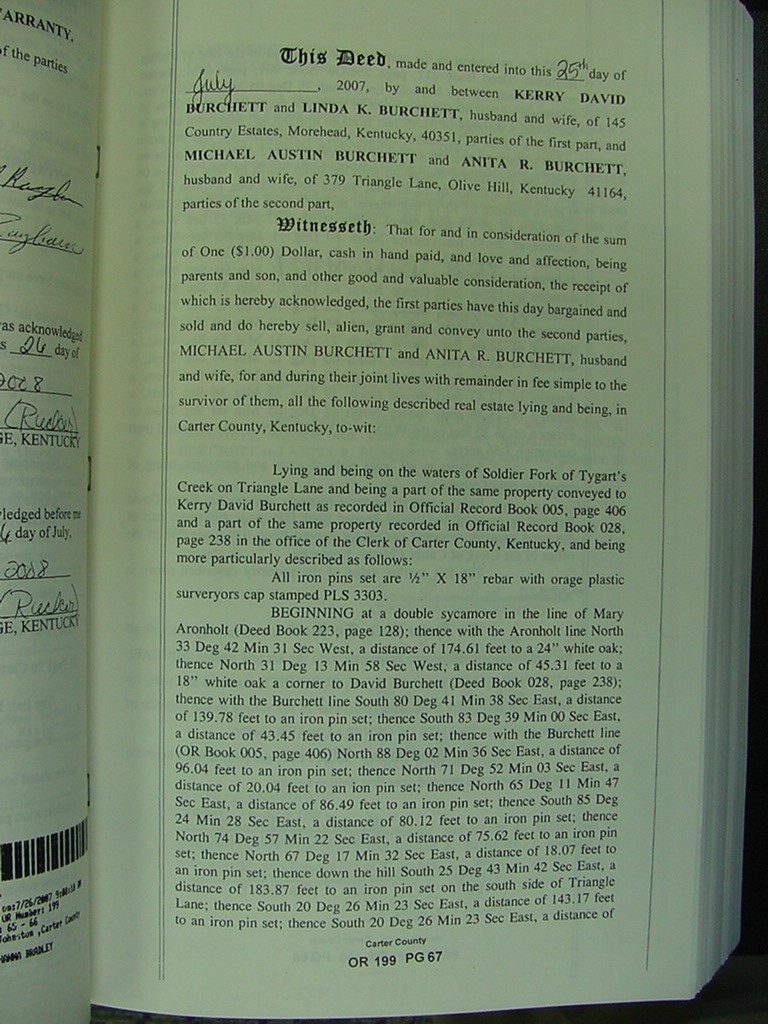 ARRANTY,
of the parties
as acknowledged
s 26 day of
2008
(Rucker)
GE, KENTUCKY
ledged before me
day of July,
2008
(Rucker)
GE, KENTUCKY
on:7/26/2007
OR Number: 199
65 - 66
Johnston ,Carter County
BRADLEY
This Deed, made and entered into this 25th day of
July, 2007, by and between KERRY DAVID
BURCHETT and LINDA K. BURCHETT, husband and wife, of 145
Country Estates, Morehead, Kentucky, 40351, parties of the first part, and
MICHAEL AUSTIN BURCHETT and ANITA R. BURCHETT,
husband and wife, of 379 Triangle Lane, Olive Hill, Kentucky 41164,
parties of the second part,
Witnesseth: That for and in consideration of the sum
of One ($1.00) Dollar, cash in hand paid, and love and affection, being
parents and son, and other good and valuable consideration, the receipt of
which is hereby acknowledged, the first parties have this day bargained and
sold and do hereby sell, alien, grant and convey unto the second parties,
MICHAEL AUSTIN BURCHETT and ANITA R. BURCHETT, husband
and wife, for and during their joint lives with remainder in fee simple to the
survivor of them, all the following described real estate lying and being, in
Carter County, Kentucky, to-wit:
Lying and being on the waters of Soldier Fork of Tygart's
Creek on Triangle Lane and being a part of the same property conveyed to
Kerry David Burchett as recorded in Official Record Book 005, page 406
and a part of the same property recorded in Official Record Book 028,
page 238 in the office of the Clerk of Carter County, Kentucky, and being
more particularly described as follows:
All iron pins set are ½” X 18” rebar with orage plastic
surveryors cap stamped PLS 3303.
BEGINNING at a double sycamore in the line of Mary
Aronholt (Deed Book 223, page 128); thence with the Aronholt line North
33 Deg 42 Min 31 Sec West, a distance of 174.61 feet to a 24” white oak;
thence North 31 Deg 13 Min 58 Sec West, a distance of 45.31 feet to a
18” white oak a corner to David Burchett (Deed Book 028, page 238);
thence with the Burchett line South 80 Deg 41 Min 38 Sec East, a distance
of 139.78 feet to an iron pin set; thence South 83 Deg 39 Min 00 Sec East,
a distance of 43.45 feet to an iron pin set; thence with the Burchett line
(OR Book 005, page 406) North 88 Deg 02 Min 36 Sec East, a distance of
96.04 feet to an iron pin set; thence North 71 Deg 52 Min 03 Sec East, a
distance of 20.04 feet to an ion pin set; thence North 65 Deg 11 Min 47
Sec East, a distance of 86.49 feet to an iron pin set; thence South 85 Deg
24 Min 28 Sec East, a distance of 80.12 feet to an iron pin set; thence
North 74 Deg 57 Min 22 Sec East, a distance of 75.62 feet to an iron pin
set; thence North 67 Deg 17 Min 32 Sec East, a distance of 18.07 feet to
an iron pin set; thence down the hill South 25 Deg 43 Min 42 Sec East, a
distance of 183.87 feet to an iron pin set on the south side of Triangle
Lane; thence South 20 Deg 26 Min 23 Sec East, a distance of 143.17 feet
to an iron pin set; thence South 20 Deg 26 Min 23 Sec East, a distance of
Carter County
OR 199 PG 67